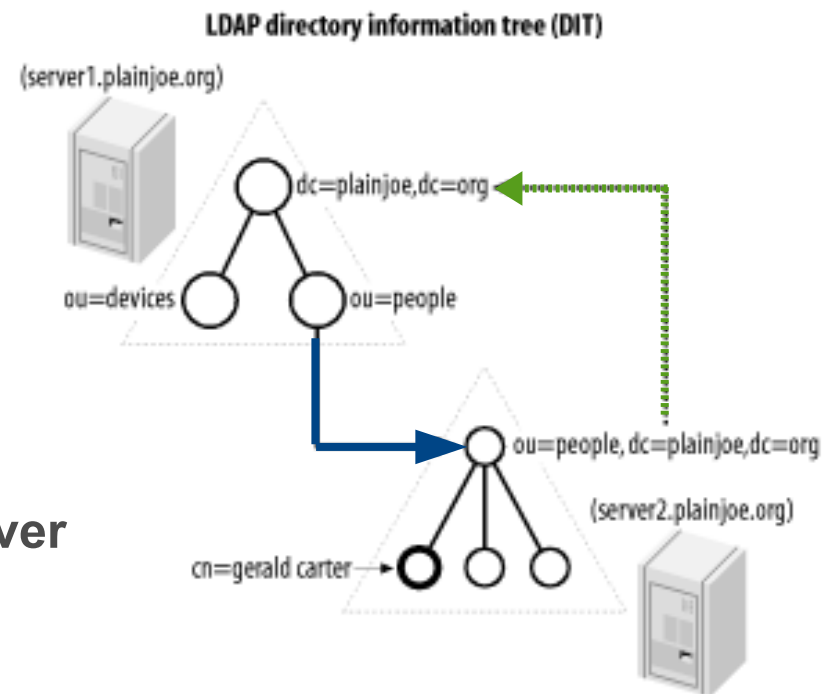 LDAP directory information tree (DIT)
(server1.plainjoe.org)
dc=plainjoe,dc=org
ou=devices
ou=people
ou=people, dc=plainjoe,dc=org
ver
(server2.plainjoe.org)
cn=gerald carter